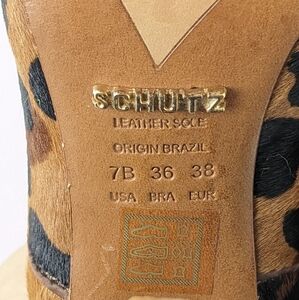 SCHUTZ
LEATHER SOLE
ORIGIN BRAZIL
7B 36 38
USA BRA EUR